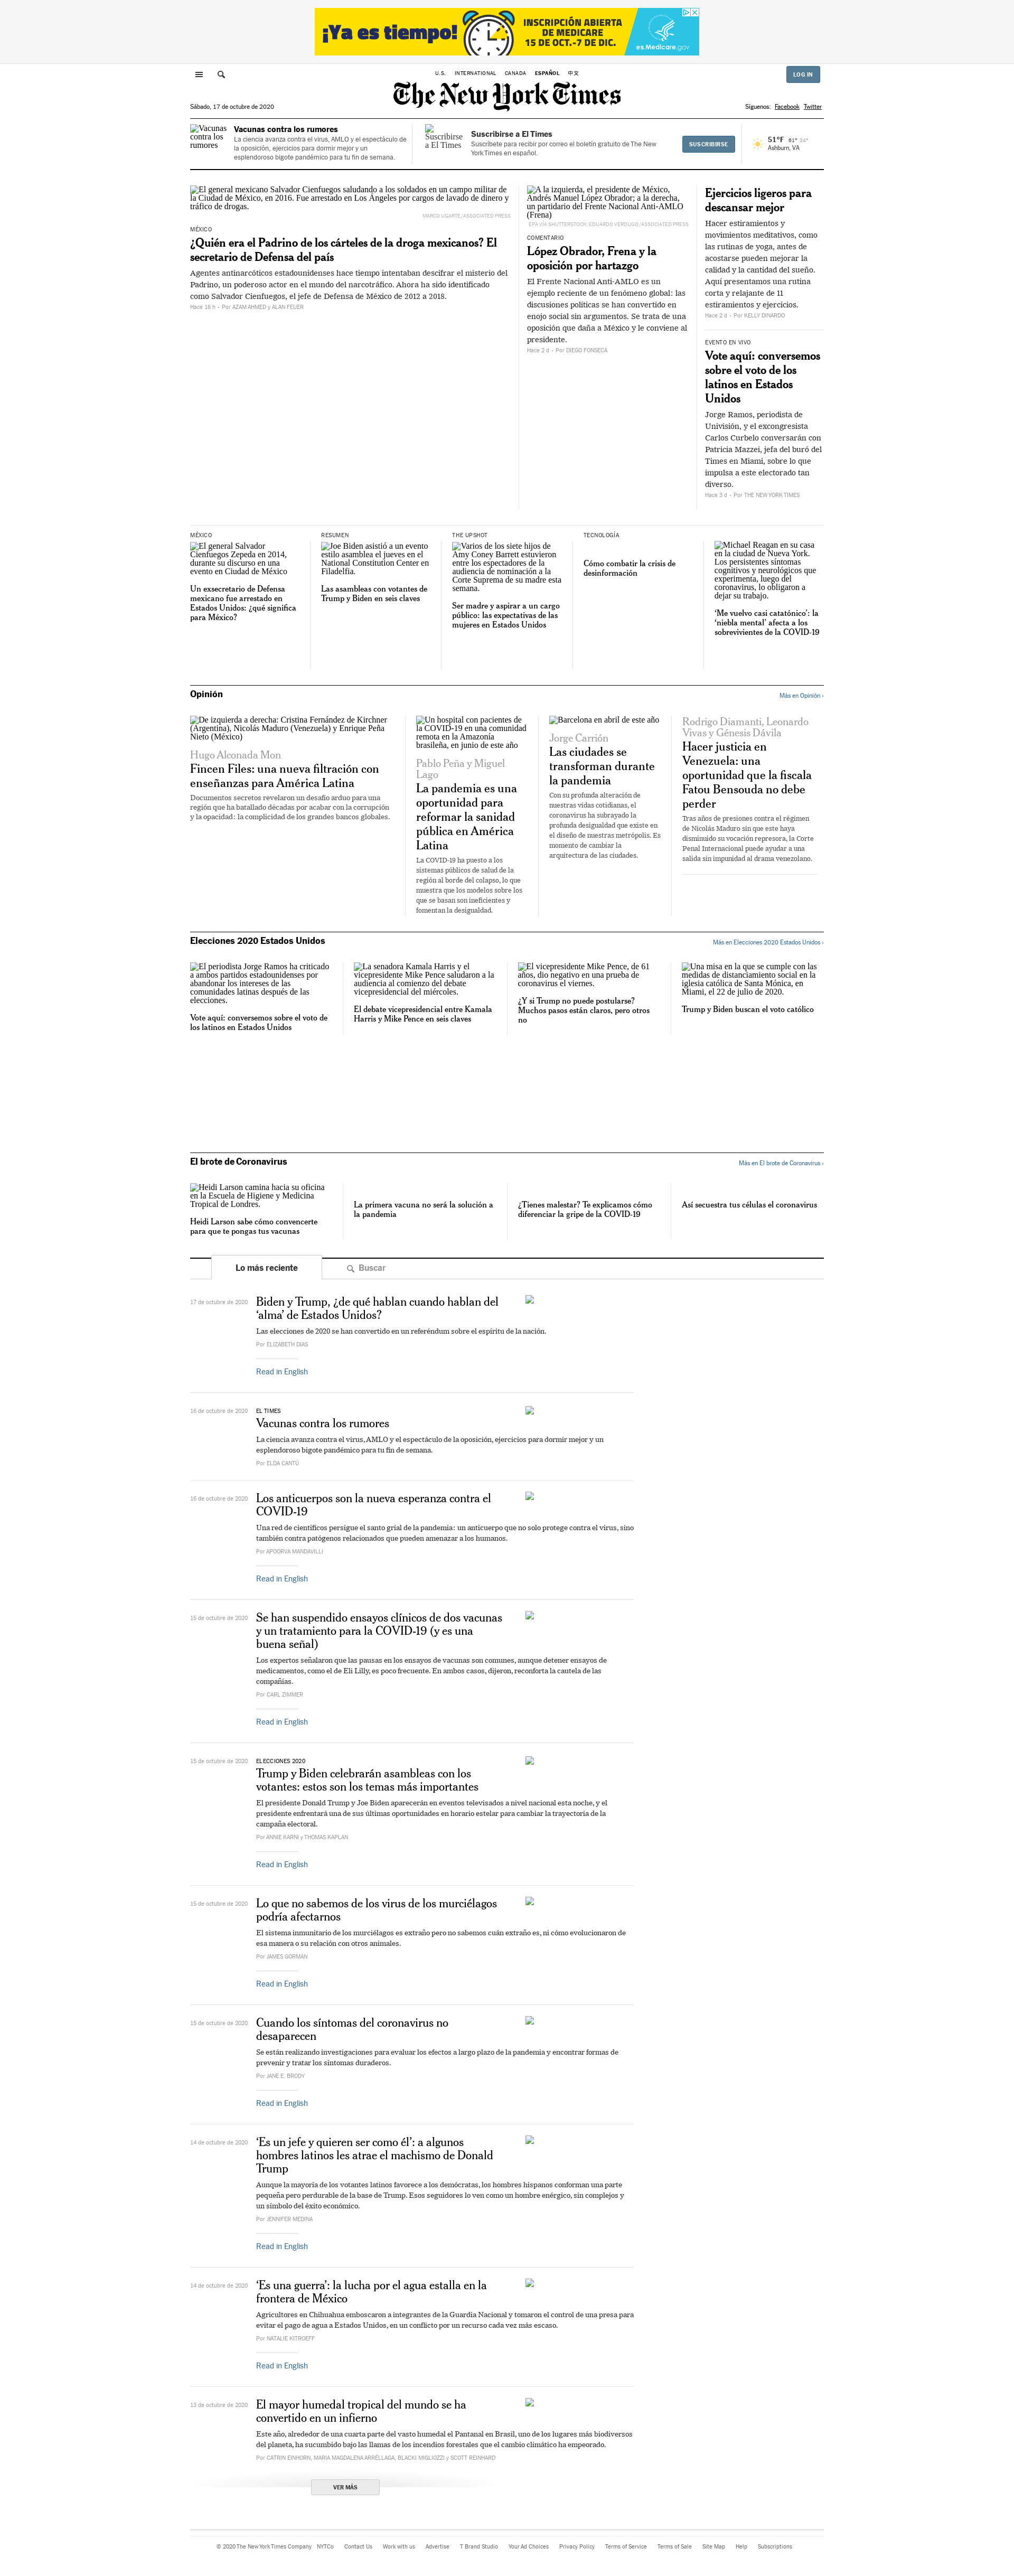 ¡Ya es tiempo!
INSCRIPCIÓN ABIERTA
DE MEDICARE
15 DE OCT.-7 DE DIC.
es.Medicare.gov
U.S.
INTERNATIONAL
CANADA
ESPAÑOL
中文
LOG IN
The New York Times
Sábado, 17 de octubre de 2020
Síguenos: Facebook Twitter
Vacunas
contra los
rumores
Vacunas contra los rumores
La ciencia avanza contra el virus, AMLO y el espectáculo de
la oposición, ejercicios para dormir mejor y un
esplendoroso bigote pandémico para tu fin de semana.
Suscribirse
a El Times
Suscribirse a El Times
Suscríbete para recibir por correo el boletín gratuito de The New
York Times en español.
SUSCRIBIRSE
51°F 61° 34°
Ashburn, VA
El general mexicano Salvador Cienfuegos saludando a los soldados en un campo militar de
la Ciudad de México, en 2016. Fue arrestado en Los Ángeles por cargos de lavado de dinero y
tráfico de drogas.
MARCO UGARTE/ASSOCIATED PRESS
MÉXICO
¿Quién era el Padrino de los cárteles de la droga mexicanos? El
secretario de Defensa del país
Agentes antinarcóticos estadounidenses hace tiempo intentaban descifrar el misterio del
Padrino, un poderoso actor en el mundo del narcotráfico. Ahora ha sido identificado
como Salvador Cienfuegos, el jefe de Defensa de México de 2012 a 2018.
Hace 16 h • Por AZAM AHMED y ALAN FEUER
A la izquierda, el presidente de México,
Andrés Manuel López Obrador; a la derecha,
un partidario del Frente Nacional Anti-AMLO
(Frena)
EPA VIA SHUTTERSTOCK, EDUARDO VERDUGO/ASSOCIATED PRESS
COMENTARIO
López Obrador, Frena y la
oposición por hartazgo
El Frente Nacional Anti-AMLO es un
ejemplo reciente de un fenómeno global: las
discusiones políticas se han convertido en
enojo social sin argumentos. Se trata de una
oposición que daña a México y le conviene al
presidente.
Hace 2 d • Por DIEGO FONSECA
Ejercicios ligeros para
descansar mejor
Hacer estiramientos y
movimientos meditativos, como
las rutinas de yoga, antes de
acostarse pueden mejorar la
calidad y la cantidad del sueño.
Aquí presentamos una rutina
corta y relajante de 11
estiramientos y ejercicios.
Hace 2 d • Por KELLY DINARDO
EVENTO EN VIVO
Vote aquí: conversemos
sobre el voto de los
latinos en Estados
Unidos
Jorge Ramos, periodista de
Univisión, y el excongresista
Carlos Curbelo conversarán con
Patricia Mazzei, jefa del buró del
Times en Miami, sobre lo que
impulsa a este electorado tan
diverso.
Hace 3 d • Por THE NEW YORK TIMES
MÉXICO
El general Salvador
Cienfuegos Zepeda en 2014,
durante su discurso en una
evento en Ciudad de México
Un exsecretario de Defensa
mexicano fue arrestado en
Estados Unidos: ¿qué significa
para México?
RESUMEN
Joe Biden asistió a un evento
estilo asamblea el jueves en el
National Constitution Center en
Filadelfia.
Las asambleas con votantes de
Trump y Biden en seis claves
THE UPSHOT
Varios de los siete hijos de
Amy Coney Barrett estuvieron
entre los espectadores de la
audiencia de nominación a la
Corte Suprema de su madre esta
semana.
Ser madre y aspirar a un cargo
público: las expectativas de las
mujeres en Estados Unidos
TECNOLOGÍA
Cómo combatir la crisis de
desinformación
Michael Reagan en su casa
en la ciudad de Nueva York.
Los persistentes síntomas
cognitivos y neurológicos que
experimenta, luego del
coronavirus, lo obligaron a
dejar su trabajo.
‘Me vuelvo casi catatónico’: la
‘niebla mental’ afecta a los
sobrevivientes de la COVID-19
Opinión
Más en Opinión ›
De izquierda a derecha: Cristina Fernández de Kirchner
(Argentina), Nicolás Maduro (Venezuela) y Enrique Peña
Nieto (México)
Hugo Alconada Mon
Fincen Files: una nueva filtración con
enseñanzas para América Latina
Documentos secretos revelaron un desafío arduo para una
región que ha batallado décadas por acabar con la corrupción
y la opacidad: la complicidad de los grandes bancos globales.
Un hospital con pacientes de
la COVID-19 en una comunidad
remota en la Amazonía
brasileña, en junio de este año
Pablo Peña y Miguel
Lago
La pandemia es una
oportunidad para
reformar la sanidad
pública en América
Latina
La COVID-19 ha puesto a los
sistemas públicos de salud de la
región al borde del colapso, lo que
muestra que los modelos sobre los
que se basan son ineficientes y
fomentan la desigualdad.
Barcelona en abril de este año
Jorge Carrión
Las ciudades se
transforman durante
la pandemia
Con su profunda alteración de
nuestras vidas cotidianas, el
coronavirus ha subrayado la
profunda desigualdad que existe en
el diseño de nuestras metrópolis. Es
momento de cambiar la
arquitectura de las ciudades.
Rodrigo Diamanti, Leonardo
Vivas y Génesis Dávila
Hacer justicia en
Venezuela: una
oportunidad que la fiscala
Fatou Bensouda no debe
perder
Tras años de presiones contra el régimen
de Nicolás Maduro sin que este haya
disminuido su vocación represora, la Corte
Penal Internacional puede ayudar a una
salida sin impunidad al drama venezolano.
Elecciones 2020 Estados Unidos
Más en Elecciones 2020 Estados Unidos ›
El periodista Jorge Ramos ha criticado
a ambos partidos estadounidenses por
abandonar los intereses de las
comunidades latinas después de las
elecciones.
Vote aquí: conversemos sobre el voto de
los latinos en Estados Unidos
La senadora Kamala Harris y el
vicepresidente Mike Pence saludaron a la
audiencia al comienzo del debate
vicepresidencial del miércoles.
El debate vicepresidencial entre Kamala
Harris y Mike Pence en seis claves
El vicepresidente Mike Pence, de 61
años, dio negativo en una prueba de
coronavirus el viernes.
¿Y si Trump no puede postularse?
Muchos pasos están claros, pero otros
no
Una misa en la que se cumple con las
medidas de distanciamiento social en la
iglesia católica de Santa Mónica, en
Miami, el 22 de julio de 2020.
Trump y Biden buscan el voto católico
El brote de Coronavirus
Más en El brote de Coronavirus ›
Heidi Larson camina hacia su oficina
en la Escuela de Higiene y Medicina
Tropical de Londres.
Heidi Larson sabe cómo convencerte
para que te pongas tus vacunas
La primera vacuna no será la solución a
la pandemia
¿Tienes malestar? Te explicamos cómo
diferenciar la gripe de la COVID-19
Así secuestra tus células el coronavirus
Lo más reciente
Buscar
17 de octubre de 2020
Biden y Trump, ¿de qué hablan cuando hablan del
‘alma’ de Estados Unidos?
Las elecciones de 2020 se han convertido en un referéndum sobre el espíritu de la nación.
Por ELIZABETH DIAS
Read in English
16 de octubre de 2020
EL TIMES
Vacunas contra los rumores
La ciencia avanza contra el virus, AMLO y el espectáculo de la oposición, ejercicios para dormir mejor y un
esplendoroso bigote pandémico para tu fin de semana.
Por ELDA CANTÚ
16 de octubre de 2020
Los anticuerpos son la nueva esperanza contra el
COVID-19
Una red de científicos persigue el santo grial de la pandemia: un anticuerpo que no solo protege contra el virus, sino
también contra patógenos relacionados que pueden amenazar a los humanos.
Por APOORVA MANDAVILLI
Read in English
15 de octubre de 2020
Se han suspendido ensayos clínicos de dos vacunas
y un tratamiento para la COVID-19 (y es una
buena señal)
Los expertos señalaron que las pausas en los ensayos de vacunas son comunes, aunque detener ensayos de
medicamentos, como el de Eli Lilly, es poco frecuente. En ambos casos, dijeron, reconforta la cautela de las
compañías.
Por CARL ZIMMER
Read in English
15 de octubre de 2020
ELECCIONES 2020
Trump y Biden celebrarán asambleas con los
votantes: estos son los temas más importantes
El presidente Donald Trump y Joe Biden aparecerán en eventos televisados a nivel nacional esta noche, y el
presidente enfrentará una de sus últimas oportunidades en horario estelar para cambiar la trayectoria de la
campaña electoral.
Por ANNIE KARNI y THOMAS KAPLAN
Read in English
15 de octubre de 2020
Lo que no sabemos de los virus de los murciélagos
podría afectarnos
El sistema inmunitario de los murciélagos es extraño pero no sabemos cuán extraño es, ni cómo evolucionaron de
esa manera o su relación con otros animales.
Por JAMES GORMAN
Read in English
15 de octubre de 2020
Cuando los síntomas del coronavirus no
desaparecen
Se están realizando investigaciones para evaluar los efectos a largo plazo de la pandemia y encontrar formas de
prevenir y tratar los síntomas duraderos.
Por JANE E. BRODY
Read in English
14 de octubre de 2020
‘Es un jefe y quieren ser como él’: a algunos
hombres latinos les atrae el machismo de Donald
Trump
Aunque la mayoría de los votantes latinos favorece a los demócratas, los hombres hispanos conforman una parte
pequeña pero perdurable de la base de Trump. Esos seguidores lo ven como un hombre enérgico, sin complejos y
un símbolo del éxito económico.
Por JENNIFER MEDINA
Read in English
14 de octubre de 2020
‘Es una guerra’: la lucha por el agua estalla en la
frontera de México
Agricultores en Chihuahua emboscaron a integrantes de la Guardia Nacional y tomaron el control de una presa para
evitar el pago de agua a Estados Unidos, en un conflicto por un recurso cada vez más escaso.
Por NATALIE KITROEFF
Read in English
13 de octubre de 2020
El mayor humedal tropical del mundo se ha
convertido en un infierno
Este año, alrededor de una cuarta parte del vasto humedal el Pantanal en Brasil, uno de los lugares más biodiversos
del planeta, ha sucumbido bajo las llamas de los incendios forestales que el cambio climático ha empeorado.
Por CATRIN EINHORN, MARIA MAGDALENA ARRÉLLAGA, BLACKI MIGLIOZZI y SCOTT REINHARD
VER MÁS
© 2020 The New York Times Company
NYTCo
Contact Us
Work with us
Advertise
T Brand Studio
Your Ad Choices
Privacy Policy
Terms of Service
Terms of Sale
Site Map
Help
Subscriptions